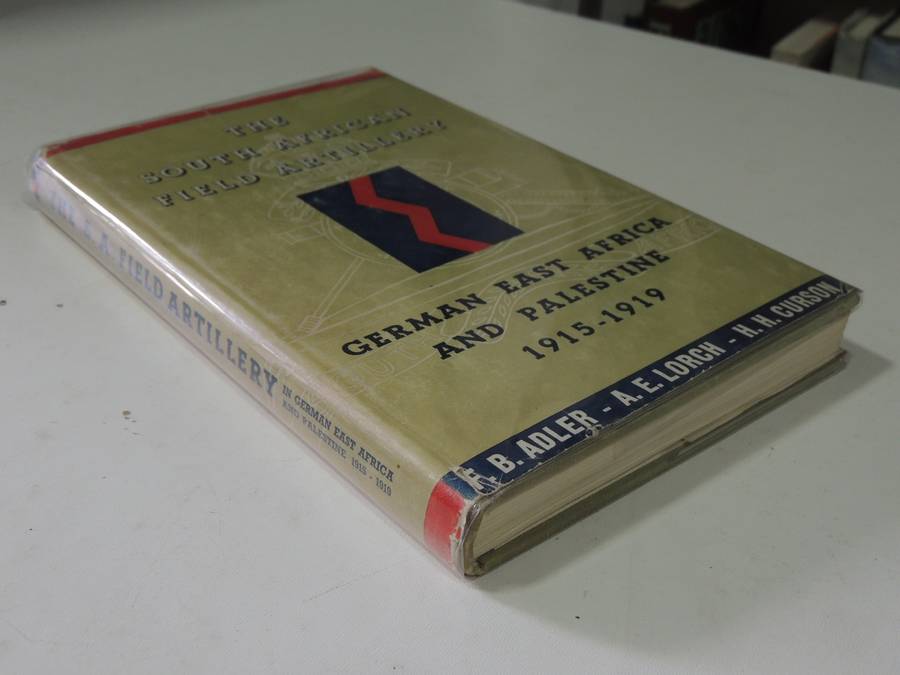 THE
SOUTH AFRICAN
FIELD ARTILLERY
GERMAN EAST AFRICA
AND PALESTINE
1915-1919
F. B. ADLER - A. E. LORCH - H. H. CURSON
THE S. A. FIELD ARTILLERY
IN GERMAN EAST AFRICA
AND PALESTINE 1915 - 1919